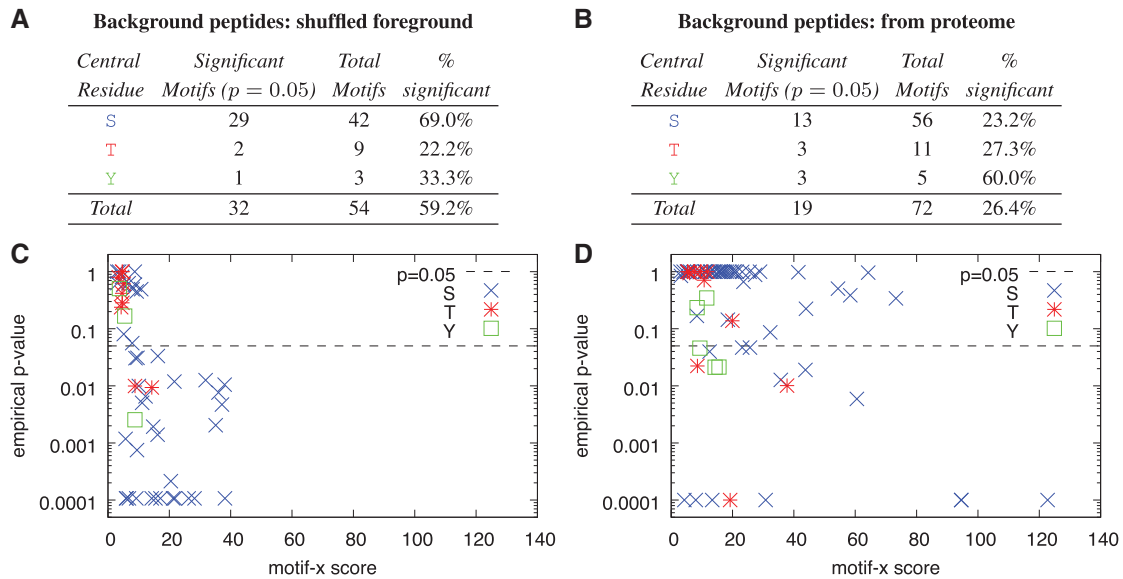 A
Background peptides: shuffled foreground
Central Significant Total %
Residue Motifs (p = 0.05) Motifs significant
S 29 42 69.0%
T 2 9 22.2%
Y 1 3 33.3%
Total 32 54 59.2%
B
Background peptides: from proteome
Central Significant Total %
Residue Motifs (p = 0.05) Motifs significant
S 13 56 23.2%
T 3 11 27.3%
Y 3 5 60.0%
Total 19 72 26.4%
C
empirical p-value
1
0.1
0.01
0.001
0.0001
p=0.05
S
T
Y
0 20 40 60 80 100 120 140
motif-x score
D
empirical p-value
1
0.1
0.01
0.001
0.0001
p=0.05
S
T
Y
0 20 40 60 80 100 120 140
motif-x score